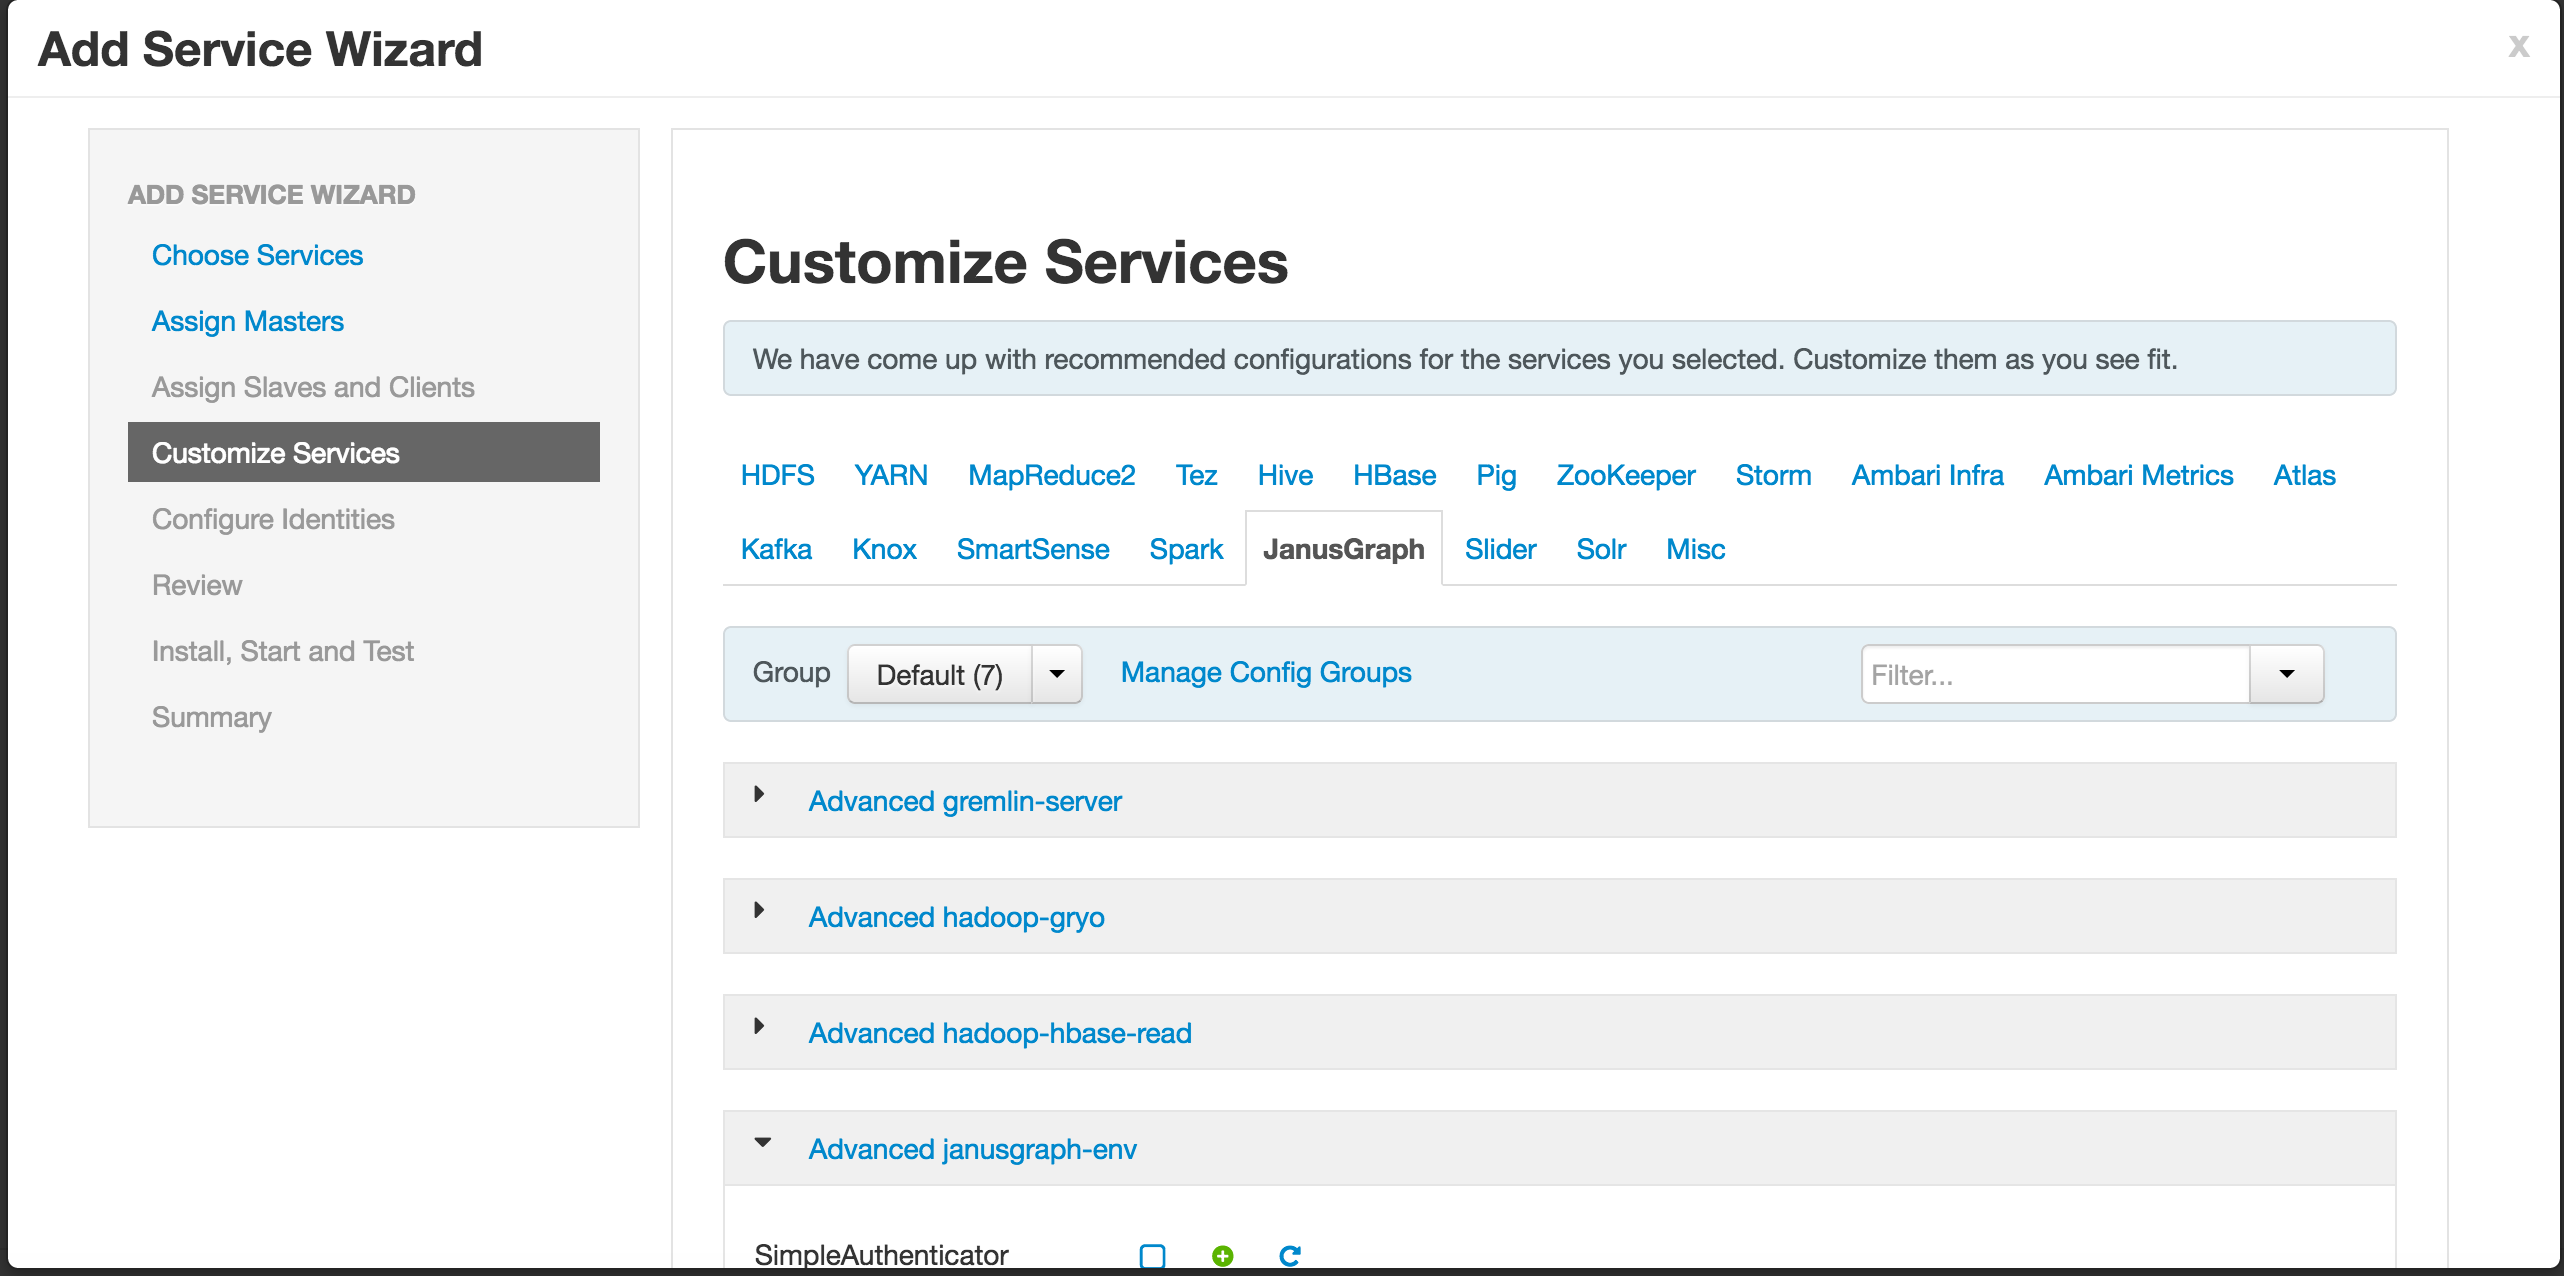 Add Service Wizard
x
ADD SERVICE WIZARD
Choose Services
Assign Masters
Assign Slaves and Clients
Customize Services
Configure Identities
Review
Install, Start and Test
Summary
Customize Services
We have come up with recommended configurations for the services you selected. Customize them as you see fit.
HDFS YARN MapReduce2 Tez Hive HBase Pig ZooKeeper Storm Ambari Infra Ambari Metrics Atlas
Kafka Knox SmartSense Spark JanusGraph Slider Solr Misc
Group Default (7) Manage Config Groups Filter...
Advanced gremlin-server
Advanced hadoop-gryo
Advanced hadoop-hbase-read
Advanced janusgraph-env
SimpleAuthenticator